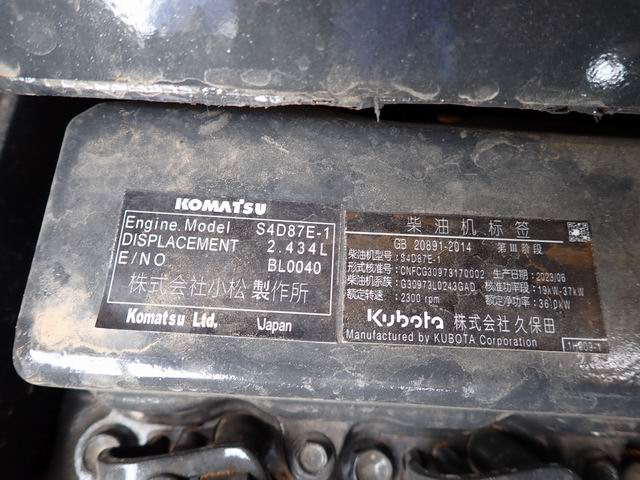 KOMATSU
Engine. Model S4D87E-1
DISPLACEMENT 2.434L
E/NO BL0040
株式会社小松製作所
Komatsu Ltd. Japan
柴油机标签
GB 20891-2014 第Ⅲ阶段
柴油机型号:S4D87E-1
形式核准号:CNFCG30973170002 生产日期:2023/06
柴油机系族:G30973L0243GAD 核准功率段:19kW-37kW
额定转速:2300 rpm 额定净功率:36.0kW
Kubota 株式会社久保田
Manufactured by KUBOTA Corporation